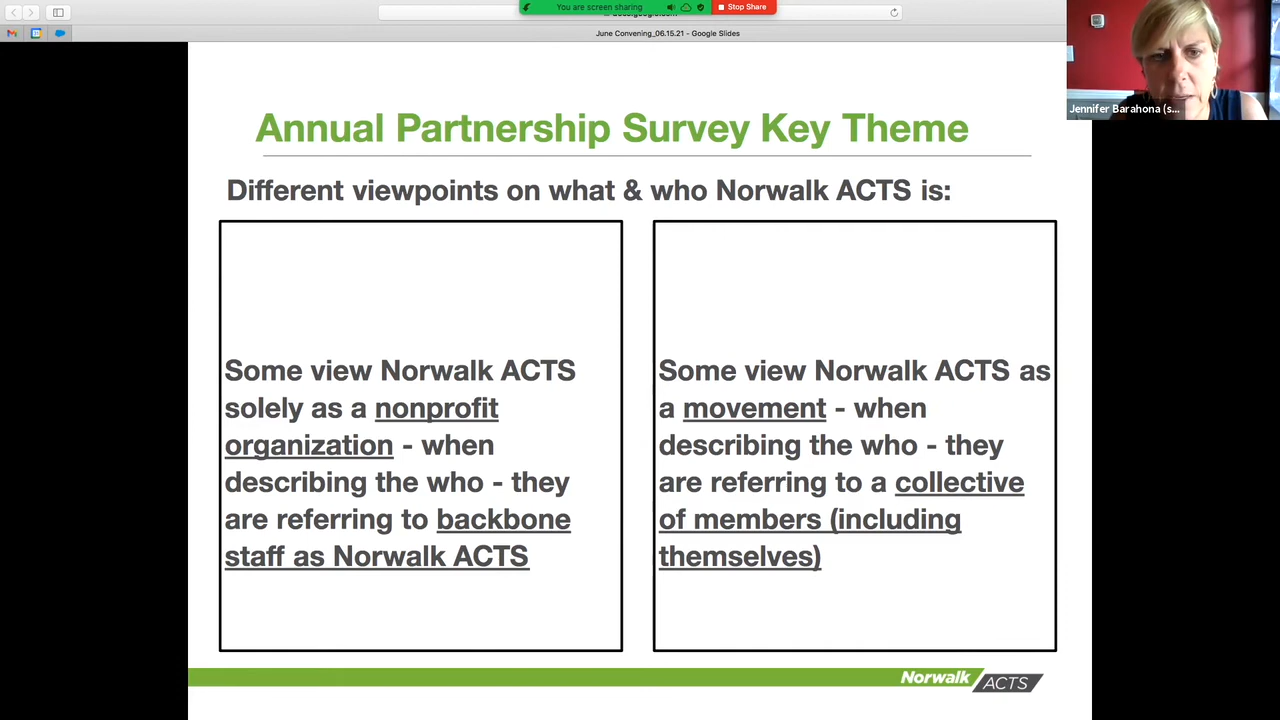 You are screen sharing
Stop Share
June Convening_06.15.21 - Google Slides
Jennifer Barahona (s...
Annual Partnership Survey Key Theme
Different viewpoints on what & who Norwalk ACTS is:
Some view Norwalk ACTS
solely as a nonprofit
organization - when
describing the who - they
are referring to backbone
staff as Norwalk ACTS
Some view Norwalk ACTS as
a movement - when
describing the who - they
are referring to a collective
of members (including
themselves)
Norwalk
ACTS